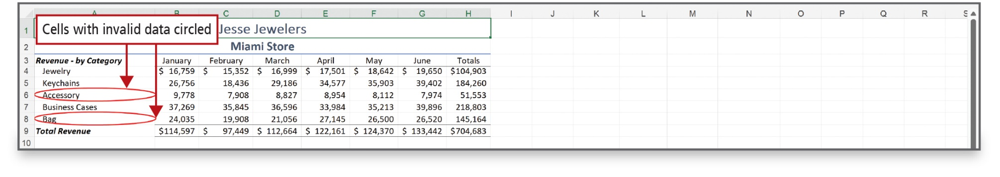 A B C D E F G H I J K L M N O P Q R S
Cells with invalid data circled
1 Jesse Jewelers
2 Miami Store
3 Revenue - by Category January February March April May June Totals
4 Jewelry $ 16,759 $ 15,352 $ 16,999 $ 17,501 $ 18,642 $ 19,650 $104,903
5 Keychains 26,756 18,436 29,186 34,577 35,903 39,402 184,260
6 Accessory 9,778 7,908 8,827 8,954 8,112 7,974 51,553
7 Business Cases 37,269 35,845 36,596 33,984 35,213 39,896 218,803
8 Bag 24,035 19,908 21,056 27,145 26,500 26,520 145,164
9 Total Revenue $114,597 $ 97,449 $ 112,664 $ 122,161 $ 124,370 $ 133,442 $704,683
10